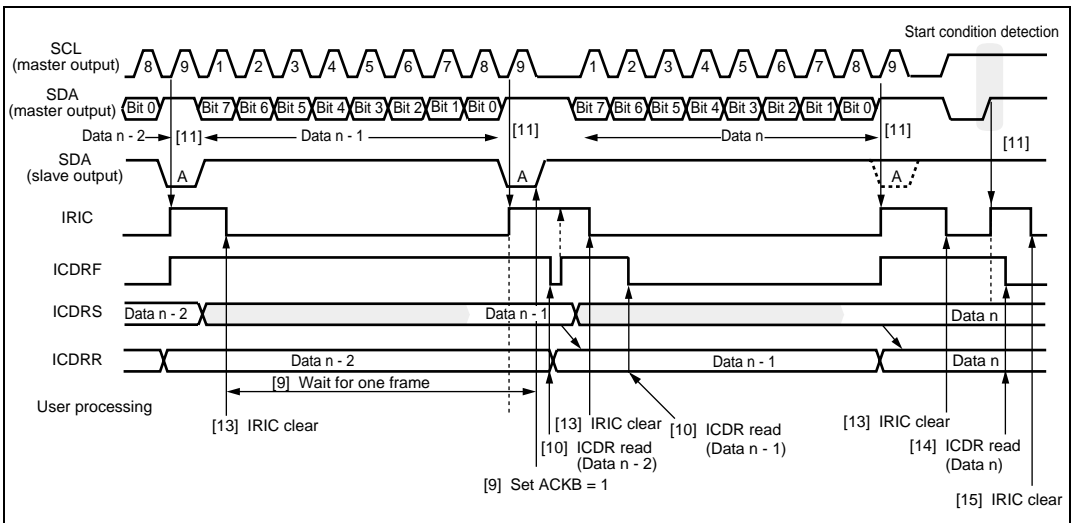 Start condition detection
SCL
(master output)
8 9 1 2 3 4 5 6 7 8 9 1 2 3 4 5 6 7 8 9
SDA
(master output)
Bit 0 Bit 7 Bit 6 Bit 5 Bit 4 Bit 3 Bit 2 Bit 1 Bit 0 Bit 7 Bit 6 Bit 5 Bit 4 Bit 3 Bit 2 Bit 1 Bit 0
Data n - 2 [11] Data n - 1 [11] Data n [11] [11]
SDA
(slave output)
A A A
IRIC
ICDRF
ICDRS
Data n - 2 Data n - 1 Data n
ICDRR
Data n - 2 Data n - 1 Data n
[9] Wait for one frame
User processing
[13] IRIC clear [13] IRIC clear [10] ICDR read
(Data n - 1)
[13] IRIC clear
[10] ICDR read
(Data n - 2)
[14] ICDR read
(Data n)
[9] Set ACKB = 1
[15] IRIC clear